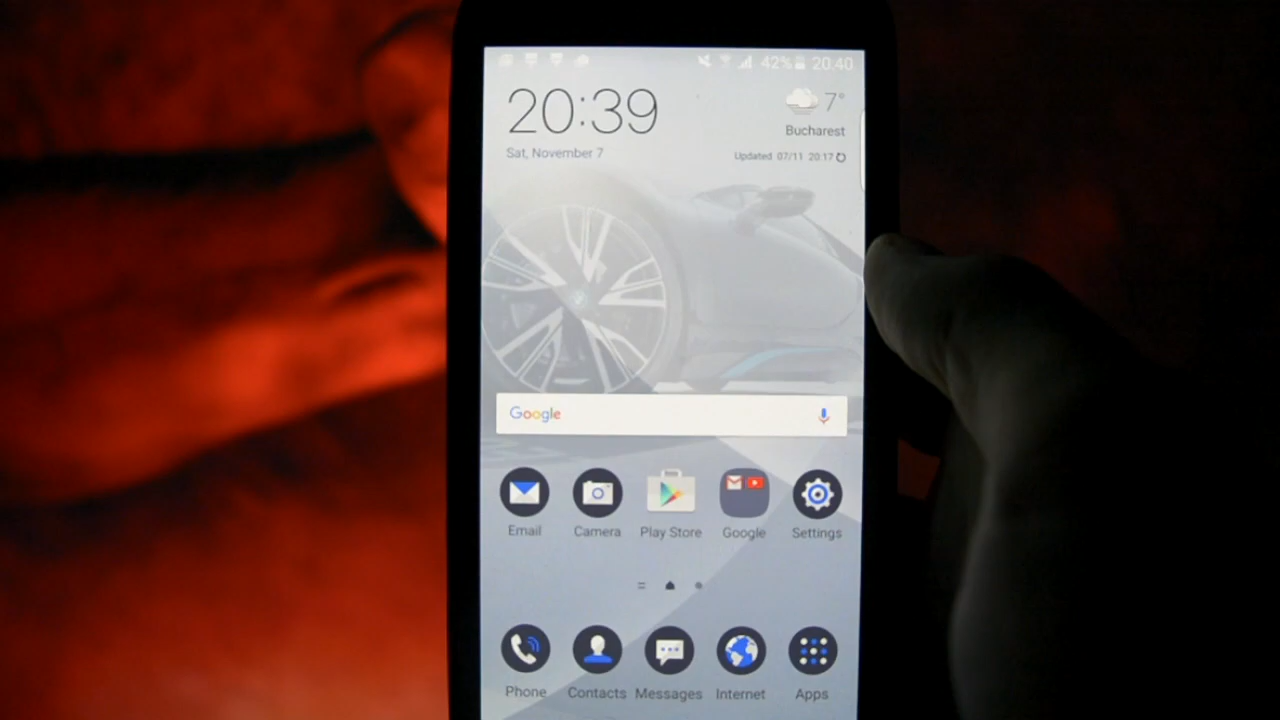 42% 20.40
20:39
7°
Bucharest
Sat, November 7
Updated 07/11 20:17
Google
Email Camera Play Store Google Settings
Phone Contacts Messages Internet Apps